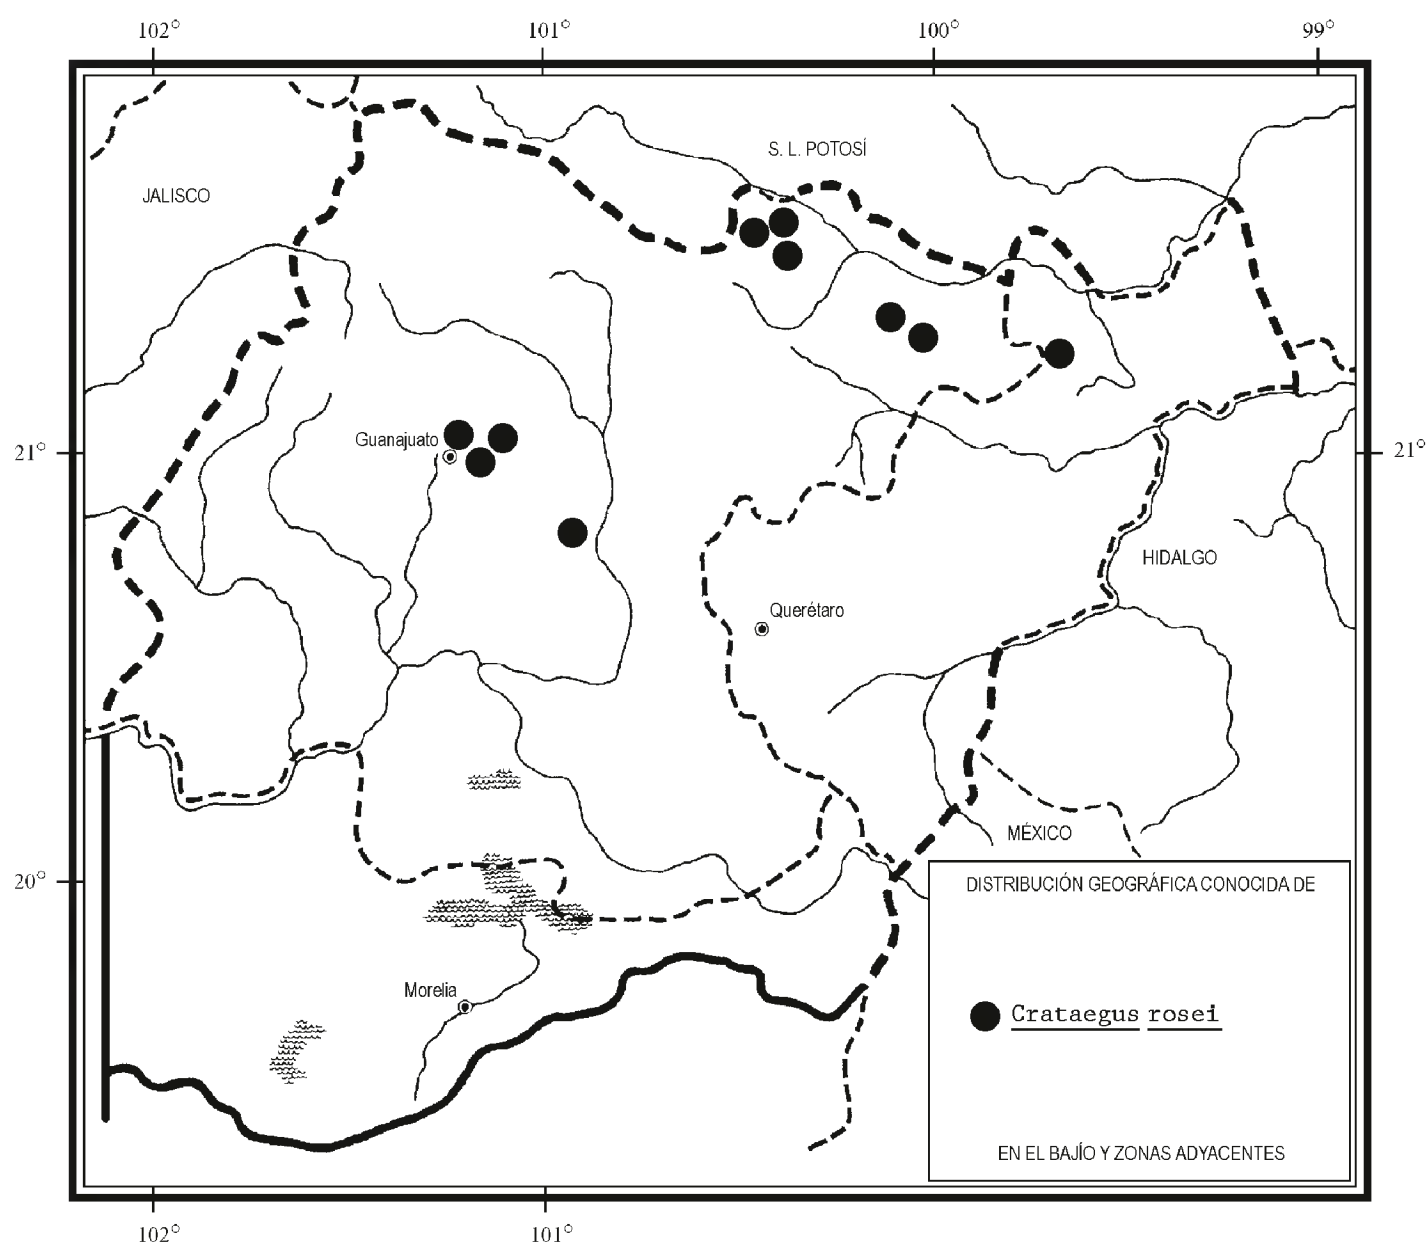 102° 101° 100° 99°
S. L. POTOSÍ
JALISCO
Guanajuato
21° 21°
HIDALGO
Querétaro
MÉXICO
20°
DISTRIBUCIÓN GEOGRÁFICA CONOCIDA DE
Morelia
Crataegus rosei
EN EL BAJÍO Y ZONAS ADYACENTES
102° 101°